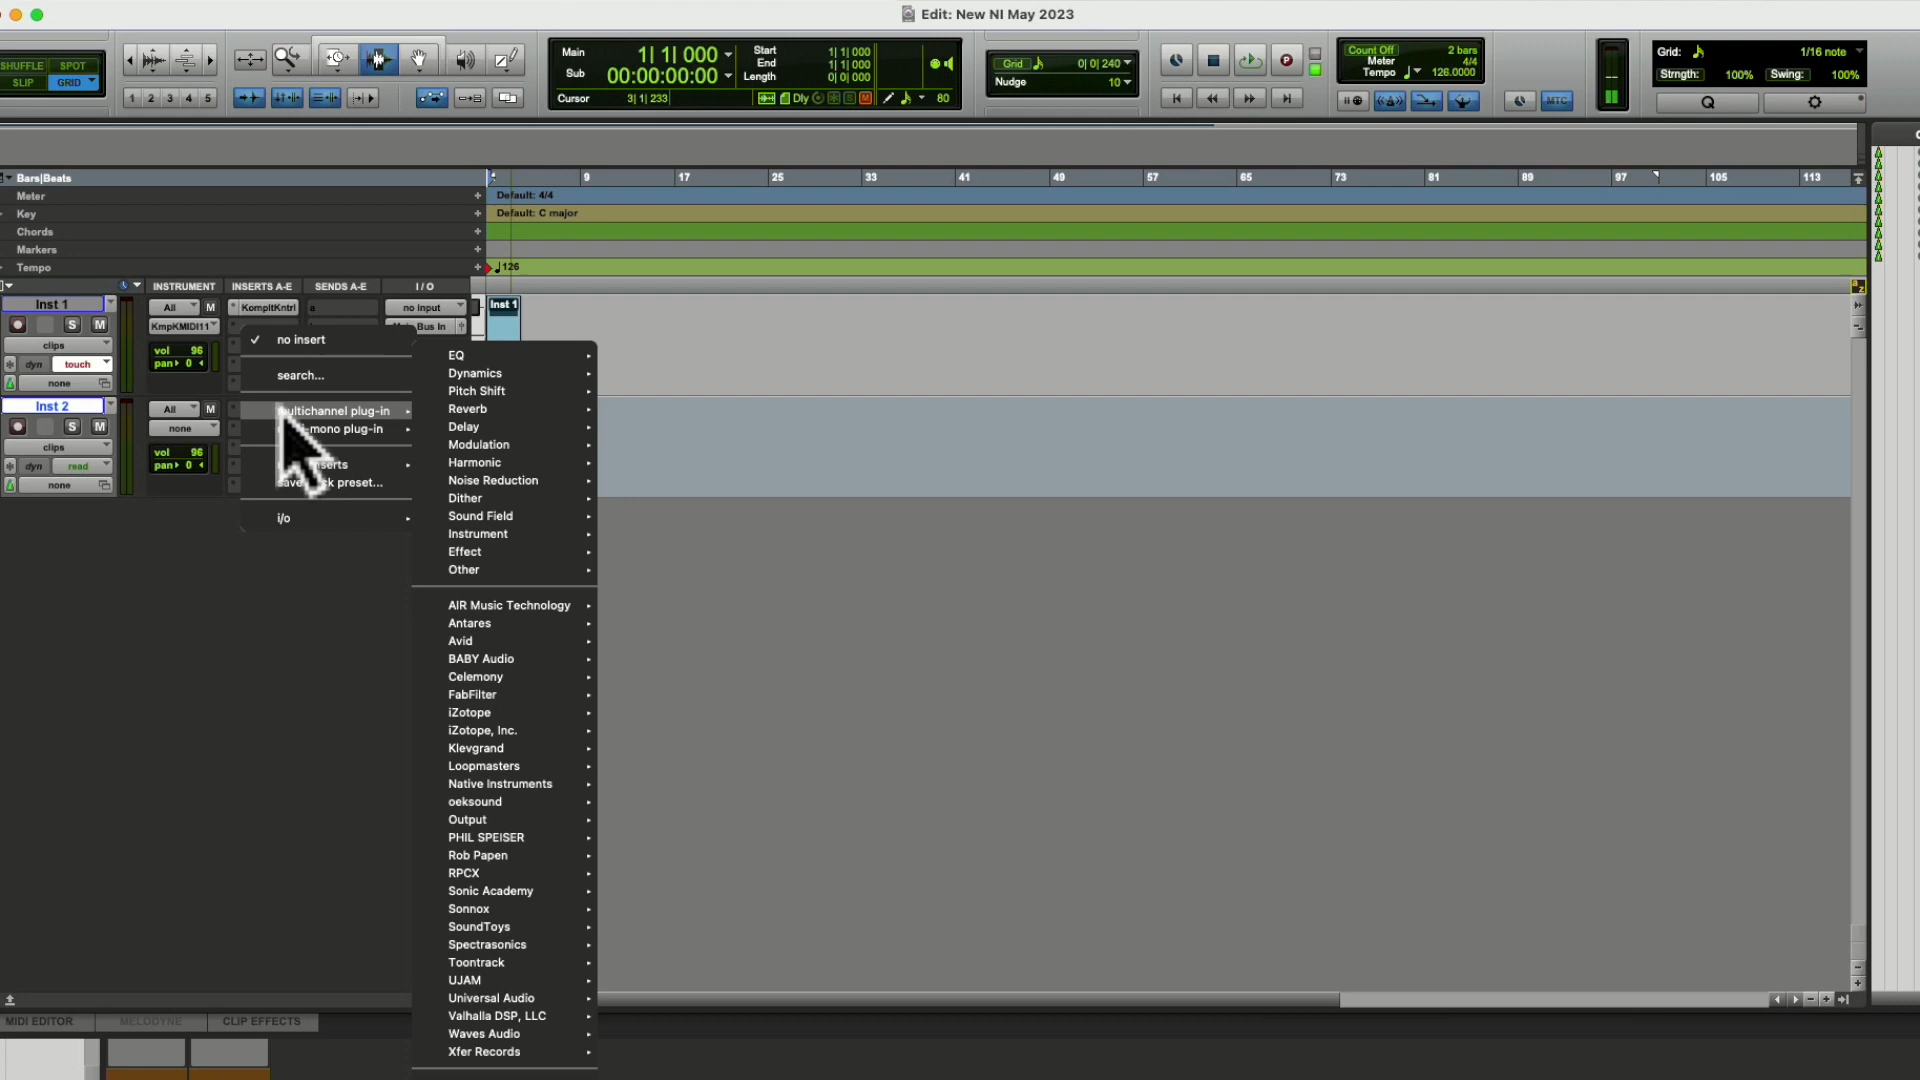 Edit: New NI May 2023
SHUFFLE SPOT
SLIP GRID
1 2 3 4 5
Main 1| 1| 000
Sub 00:00:00:00
Start 1| 1| 000
End 1| 1| 000
Length 0| 0| 000
Cursor 3| 1| 233
Dly
S M
80
Grid 0| 0| 240
Nudge 10
P
Count Off 2 bars
Meter 4/4
Tempo 126.0000
MTC
Grid: 1/16 note
Strngth: 100% Swing: 100%
Q
Bars|Beats
9 17 25 33 41 49 57 65 73 81 89 97 105 113
Meter + Default: 4/4
Key + Default: C major
Chords +
Markers +
Tempo + 126
INSTRUMENT INSERTS A-E SENDS A-E I / O
Inst 1
All M KompltKntrl a no input
S M
KmpKMIDI11
Bus In
Inst 1
clips
vol 96
pan 0
dyn touch
none
Inst 2
All M
S M
none
clips
vol 96
pan 0
dyn read
none
✓ no insert
search...
ultichannel plug-in
-mono plug-in
serts
preset...
i/o
EQ
Dynamics
Pitch Shift
Reverb
Delay
Modulation
Harmonic
Noise Reduction
Dither
Sound Field
Instrument
Effect
Other
AIR Music Technology
Antares
Avid
BABY Audio
Celemony
FabFilter
iZotope
iZotope, Inc.
Klevgrand
Loopmasters
Native Instruments
oeksound
Output
PHIL SPEISER
Rob Papen
RPCX
Sonic Academy
Sonnox
SoundToys
Spectrasonics
Toontrack
UJAM
Universal Audio
Valhalla DSP, LLC
Waves Audio
Xfer Records
MIDI EDITOR MELODYNE CLIP EFFECTS